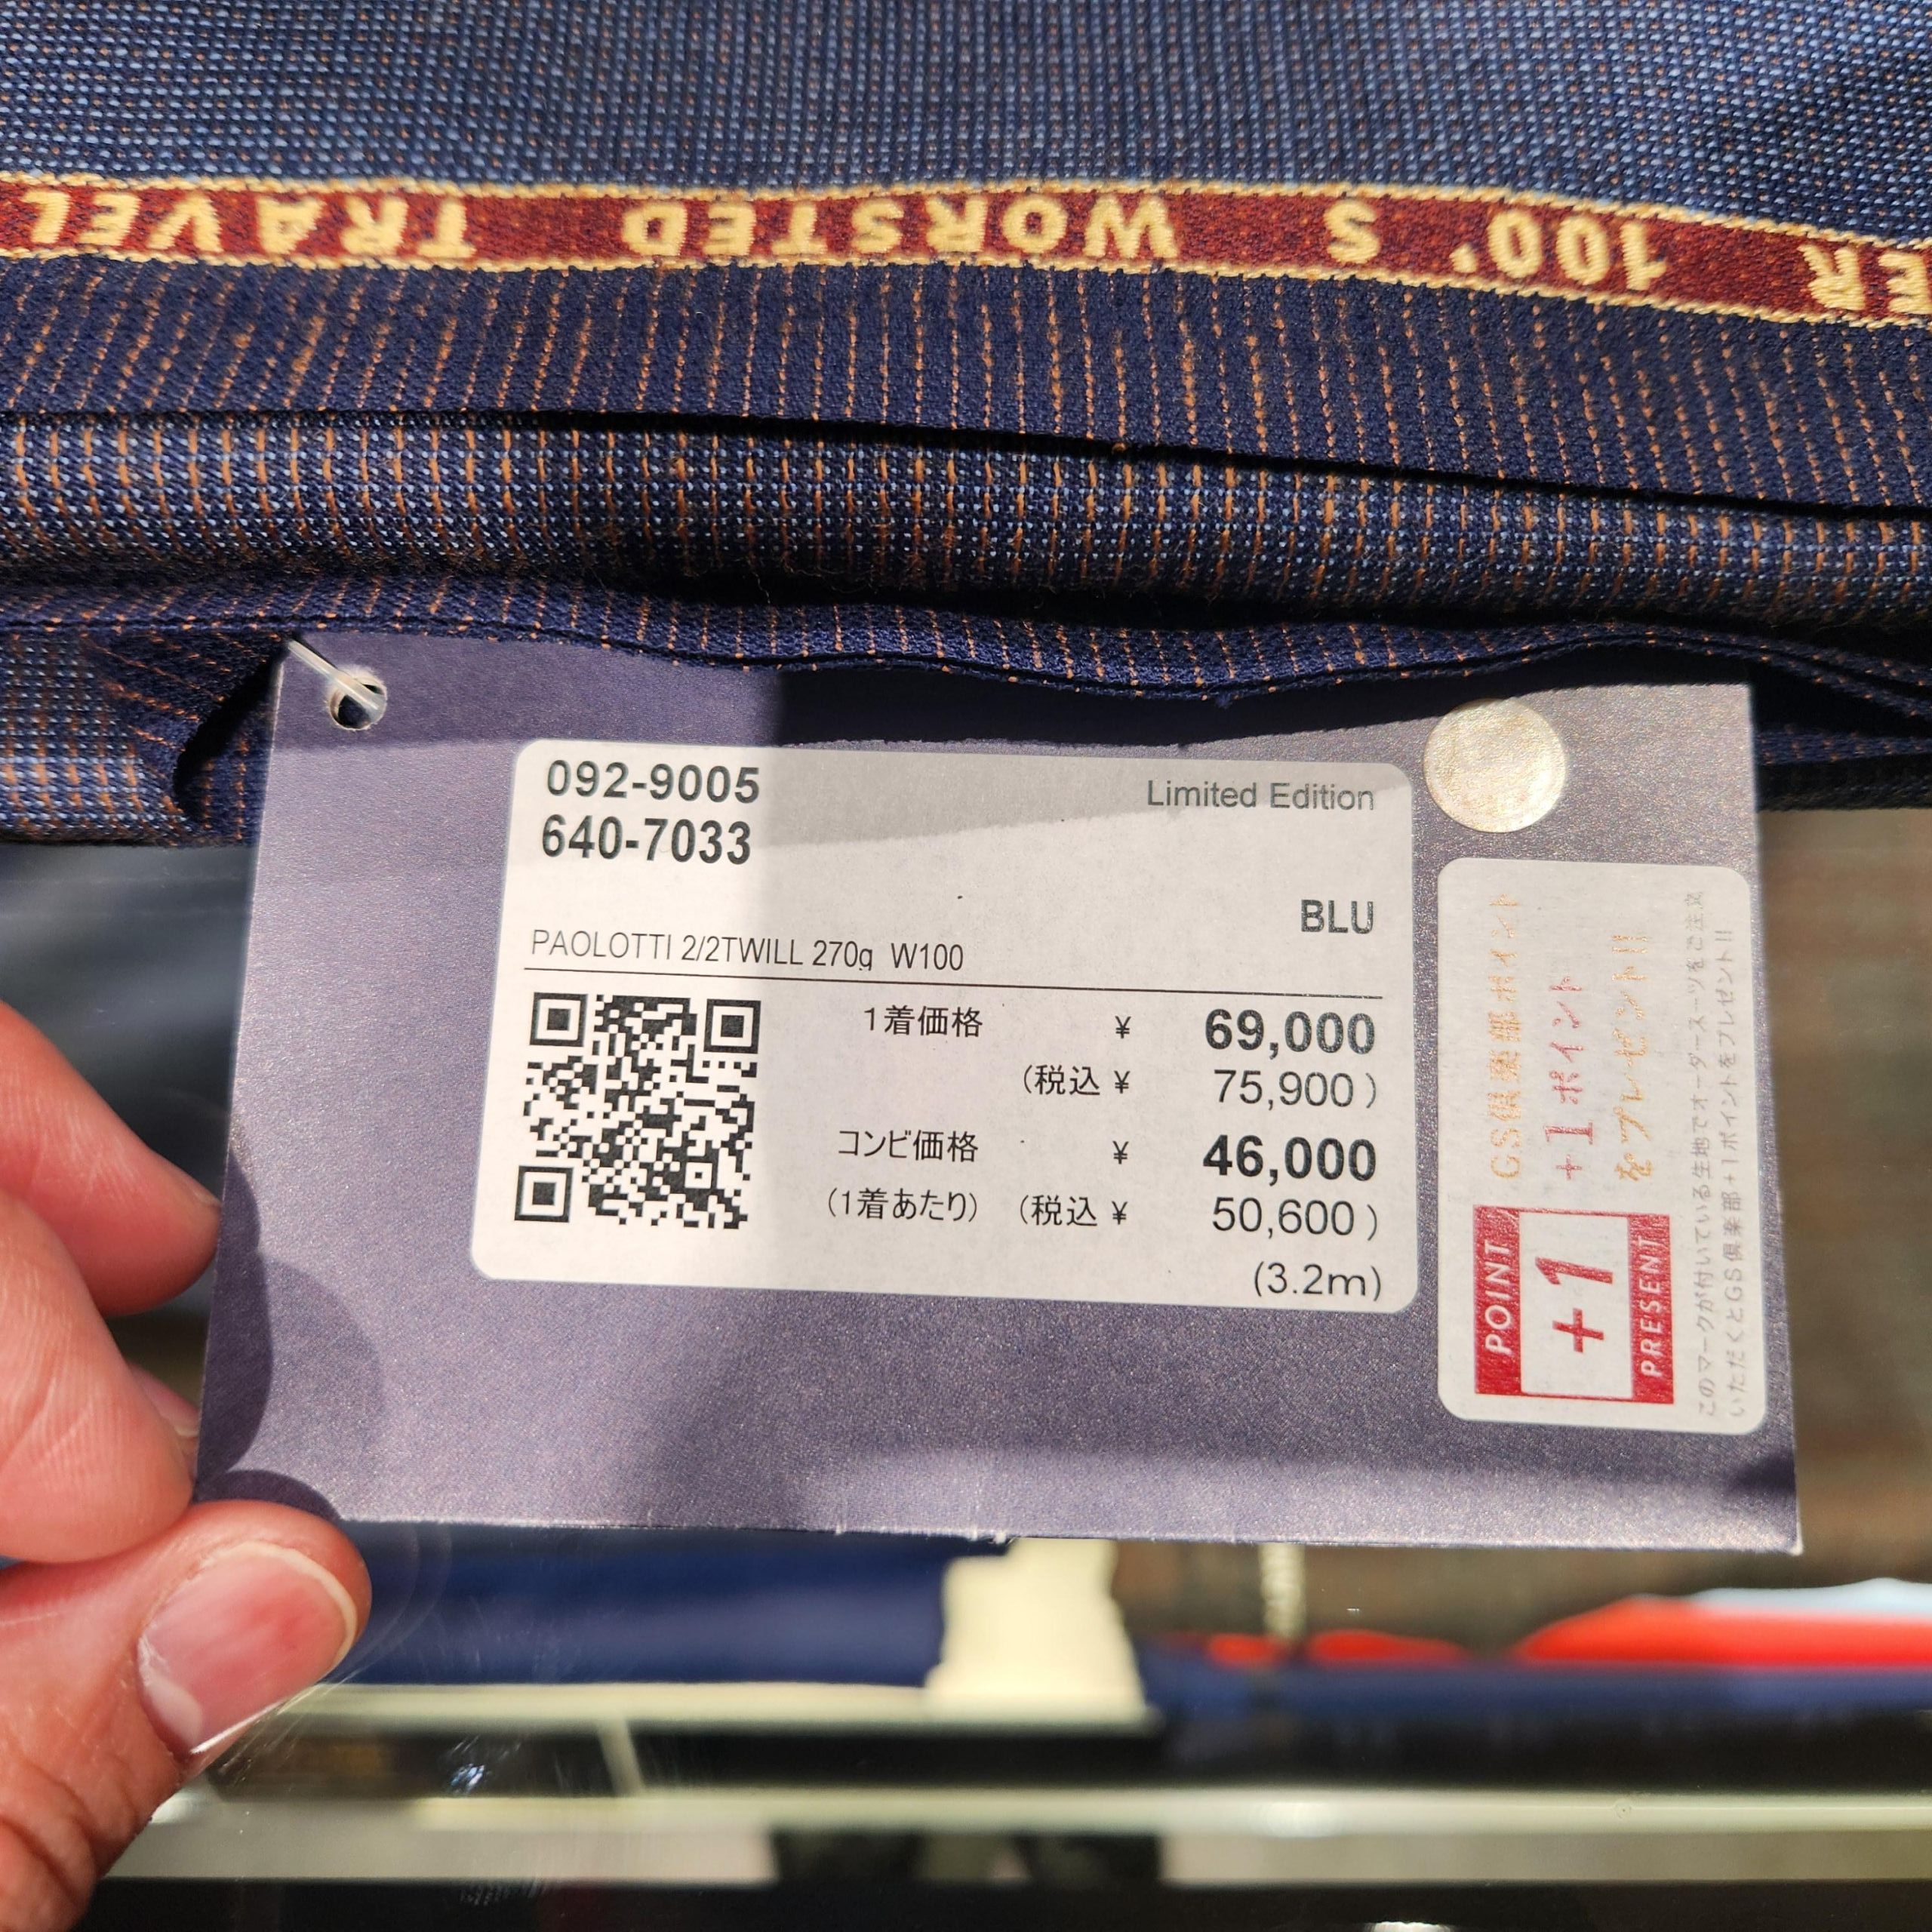 ER 100'S WORSTED TRAVEL
092-9005
640-7033
Limited Edition
BLU
PAOLOTTI 2/2TWILL 270g W100
1着価格 ¥ 69,000
(税込 ¥ 75,900)
コンビ価格 ¥ 46,000
(1着あたり) (税込 ¥ 50,600)
(3.2m)
GS倶楽部ポイント
+1ポイント
をプレゼント!!
POINT
+1
PRESENT
このマークが付いている生地でオーダースーツをご注文
いただくとGS倶楽部+1ポイントをプレゼント!!